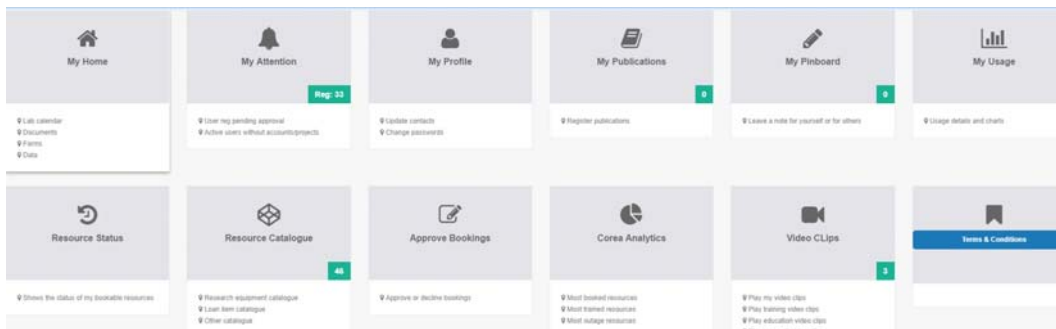 My Home
My Attention
My Profile
My Publications
My Pinboard
My Usage
Reg: 33
0
0
Lab calendar
Documents
Forms
Data
User reg pending approval
Active users without accounts/projects
Update contacts
Change passwords
Register publications
Leave a note for yourself or for others
Usage details and charts
Resource Status
Resource Catalogue
Approve Bookings
Corea Analytics
Video CLips
Terms & Conditions
46
3
Shows the status of my bookable resources
Research equipment catalogue
Loan item catalogue
Other catalogue
Approve or decline bookings
Most booked resources
Most trained resources
Most outage resources
Play my video clips
Play training video clips
Play education video clips